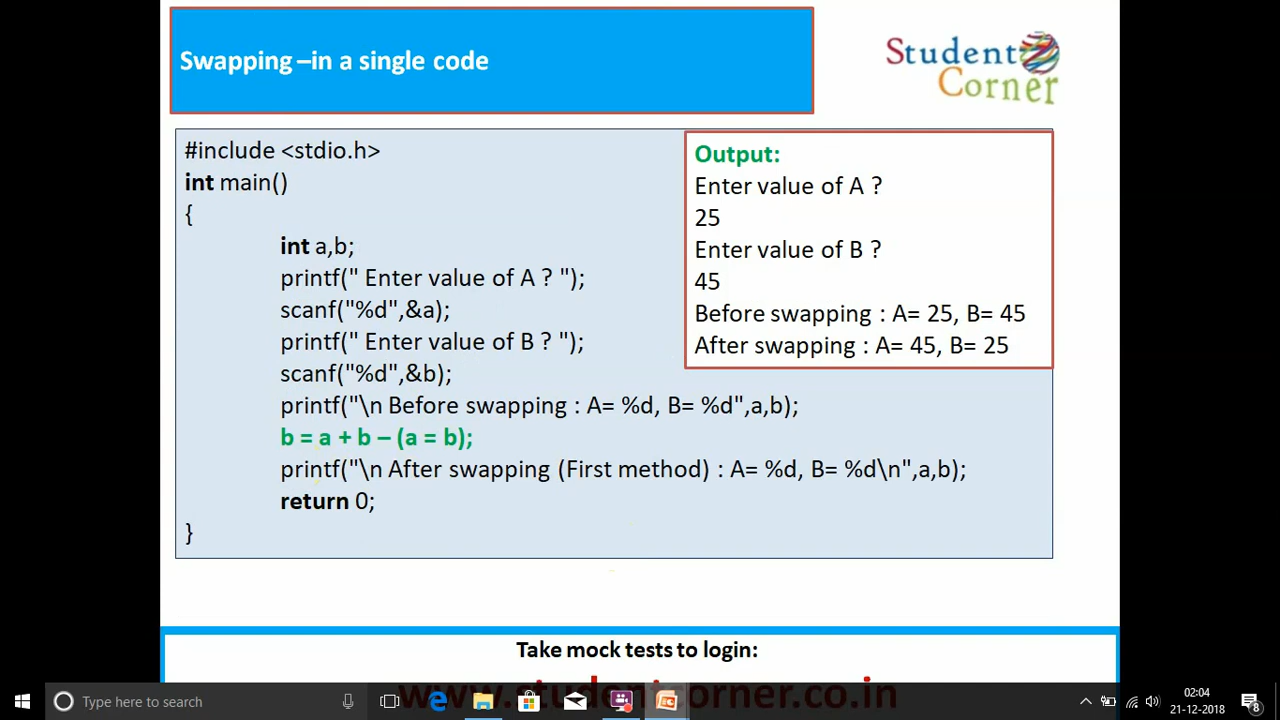 Swapping –in a single code
Student
Corner
#include <stdio.h>
int main()
{
int a,b;
printf(" Enter value of A ? ");
scanf("%d",&a);
printf(" Enter value of B ? ");
scanf("%d",&b);
printf("\n Before swapping : A= %d, B= %d",a,b);
b = a + b – (a = b);
printf("\n After swapping (First method) : A= %d, B= %d\n",a,b);
return 0;
}
Output:
Enter value of A ?
25
Enter value of B ?
45
Before swapping : A= 25, B= 45
After swapping : A= 45, B= 25
Take mock tests to login:
www.studentcorner.co.in
Type here to search
02:04
21-12-2018
8